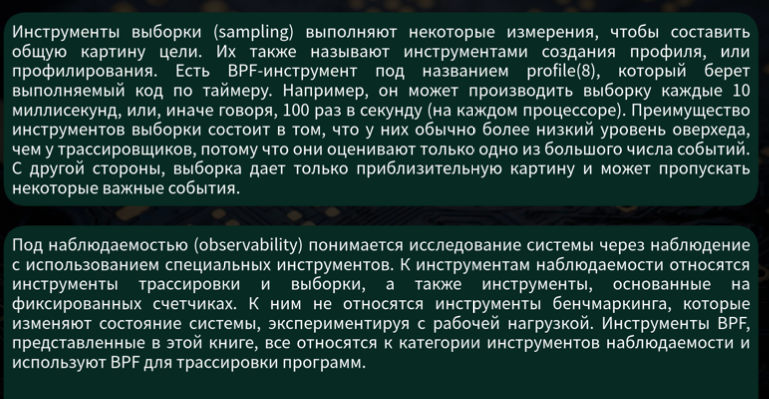 Инструменты выборки (sampling) выполняют некоторые измерения, чтобы составить
общую картину цели. Их также называют инструментами создания профиля, или
профилирования. Есть BPF-инструмент под названием profile(8), который берет
выполняемый код по таймеру. Например, он может производить выборку каждые 10
миллисекунд, или, иначе говоря, 100 раз в секунду (на каждом процессоре). Преимущество
инструментов выборки состоит в том, что у них обычно более низкий уровень оверхеда,
чем у трассировщиков, потому что они оценивают только одно из большого числа событий.
С другой стороны, выборка дает только приблизительную картину и может пропускать
некоторые важные события.
Под наблюдаемостью (observability) понимается исследование системы через наблюдение
с использованием специальных инструментов. К инструментам наблюдаемости относятся
инструменты трассировки и выборки, а также инструменты, основанные на
фиксированных счетчиках. К ним не относятся инструменты бенчмаркинга, которые
изменяют состояние системы, экспериментируя с рабочей нагрузкой. Инструменты BPF,
представленные в этой книге, все относятся к категории инструментов наблюдаемости и
используют BPF для трассировки программ.